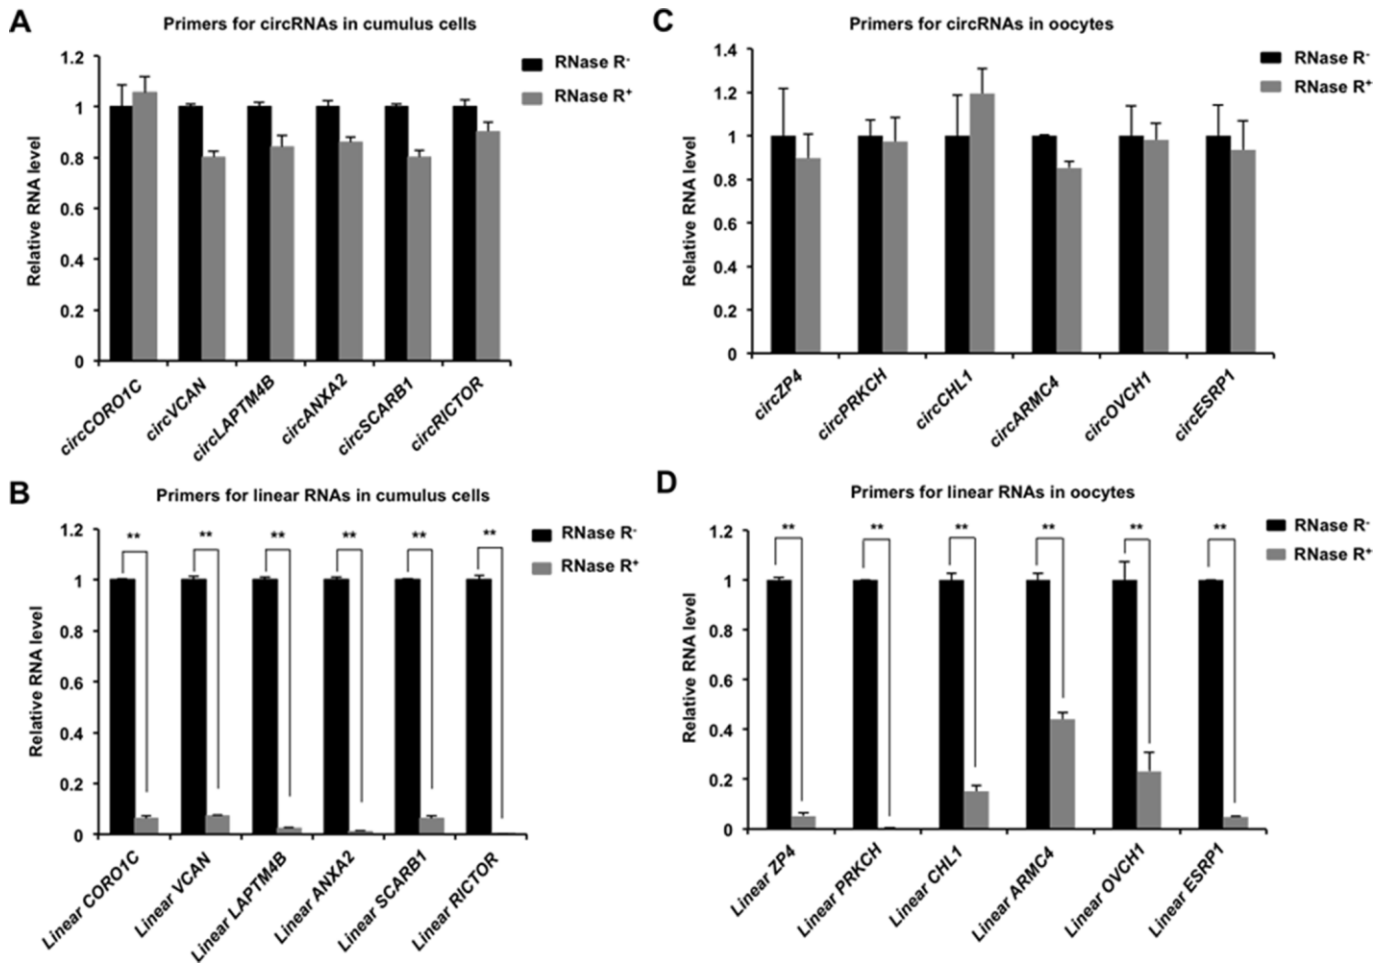 A
Primers for circRNAs in cumulus cells
Relative RNA level
1.2
1
0.8
0.6
0.4
0.2
0
RNase R-
RNase R+
circCORO1C
circVCAN
circLAPTM4B
circANXA2
circSCARB1
circRICTOR
B
Primers for linear RNAs in cumulus cells
Relative RNA level
1.2
1
0.8
0.6
0.4
0.2
0
** ** ** ** ** **
RNase R-
RNase R+
Linear CORO1C
Linear VCAN
Linear LAPTM4B
Linear ANXA2
Linear SCARB1
Linear RICTOR
C
Primers for circRNAs in oocytes
Relative RNA level
1.4
1.2
1
0.8
0.6
0.4
0.2
0
RNase R-
RNase R+
circZP4
circPRKCH
circCHL1
circARMC4
circOVCH1
circESRP1
D
Primers for linear RNAs in oocytes
Relative RNA level
1.2
1
0.8
0.6
0.4
0.2
0
** ** ** ** ** **
RNase R-
RNase R+
Linear ZP4
Linear PRKCH
Linear CHL1
Linear ARMC4
Linear OVCH1
Linear ESRP1